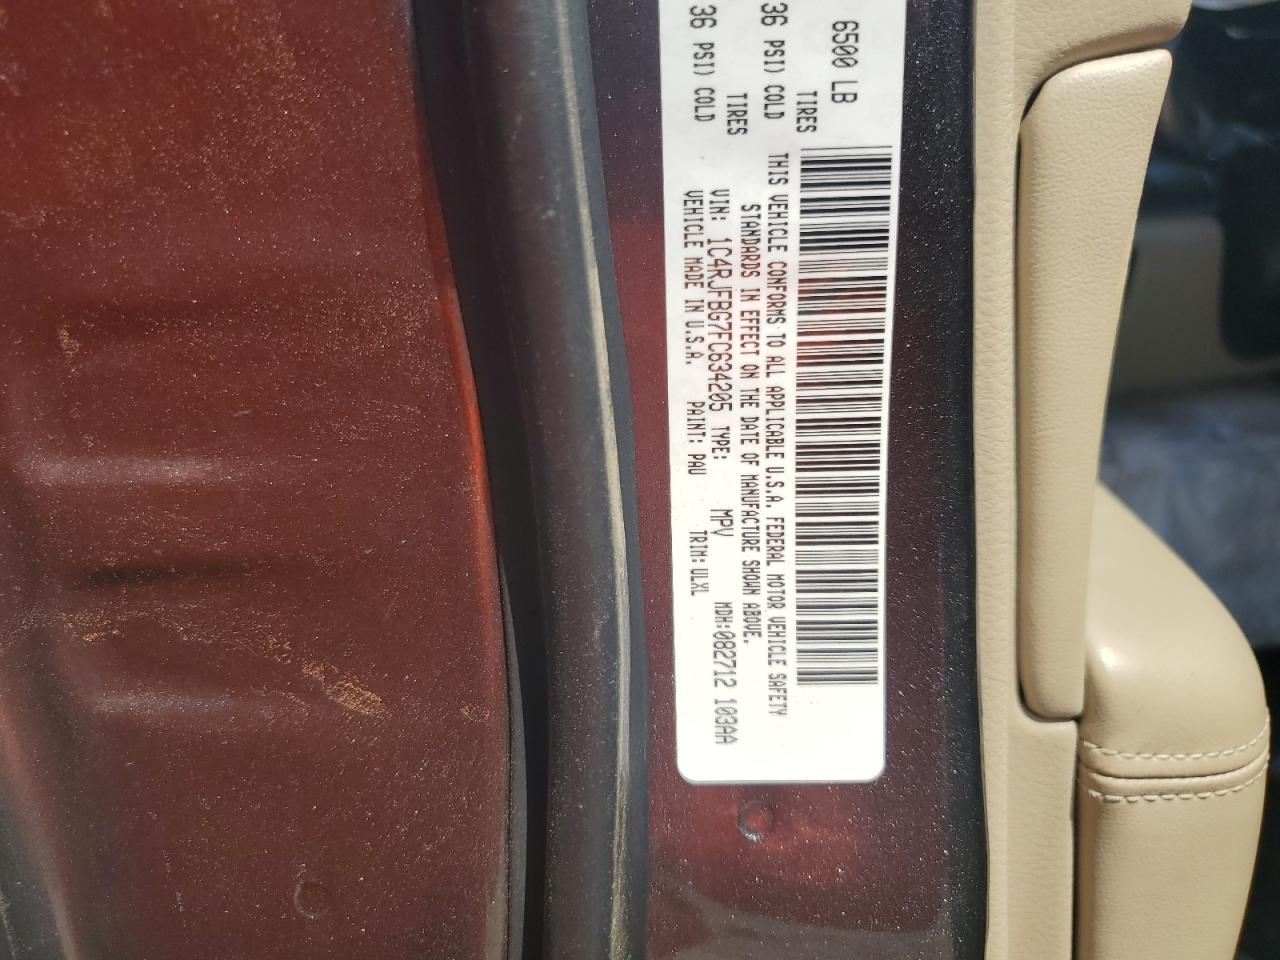 6500 LB
TIRES
36 PSI) COLD
TIRES
36 PSI) COLD
THIS VEHICLE CONFORMS TO ALL APPLICABLE U.S.A. FEDERAL MOTOR VEHICLE SAFETY
STANDARDS IN EFFECT ON THE DATE OF MANUFACTURE SHOWN ABOVE.
VIN: 1C4RJFBG7FC634205 TYPE: MPV MDH:082712 103AA
VEHICLE MADE IN U.S.A. PAINT: PAU TRIM: ULXL